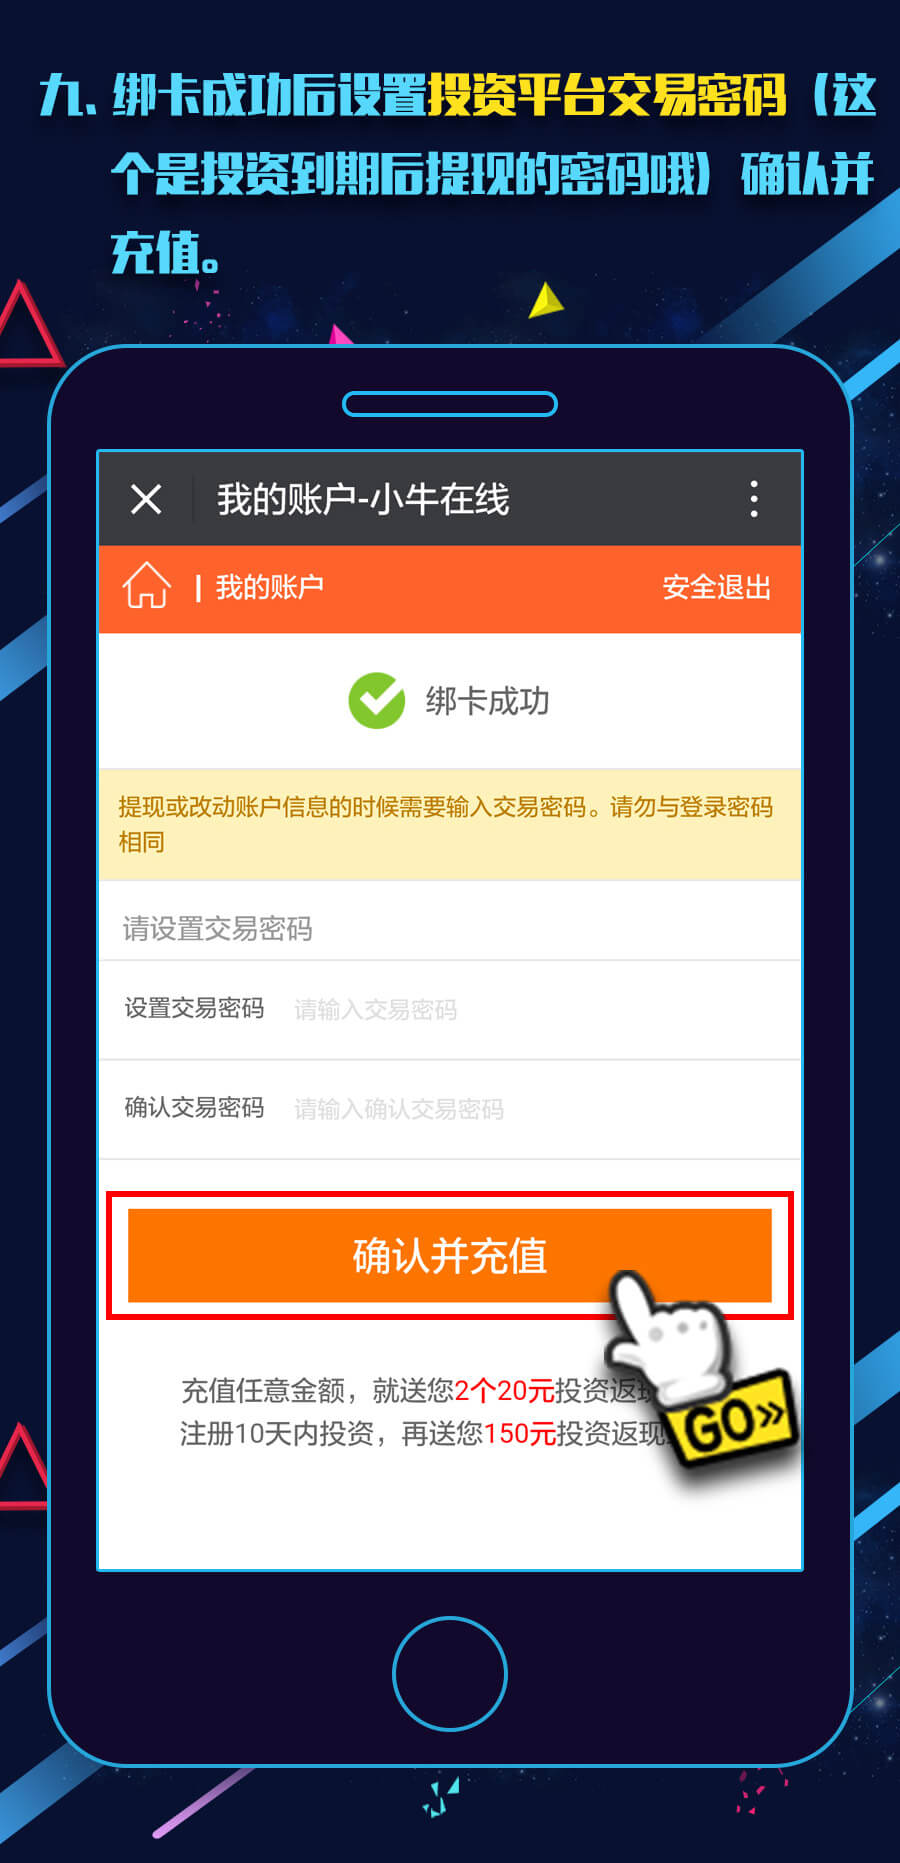 九、绑卡成功后设置投资平台交易密码（这
个是投资到期后提现的密码哦）确认并
充值。
我的账户-小牛在线
我的账户
安全退出
绑卡成功
提现或改动账户信息的时候需要输入交易密码。请勿与登录密码
相同
请设置交易密码
设置交易密码 请输入交易密码
确认交易密码 请输入确认交易密码
确认并充值
充值任意金额，就送您2个20元投资返现
注册10天内投资，再送您150元投资返现
GO»